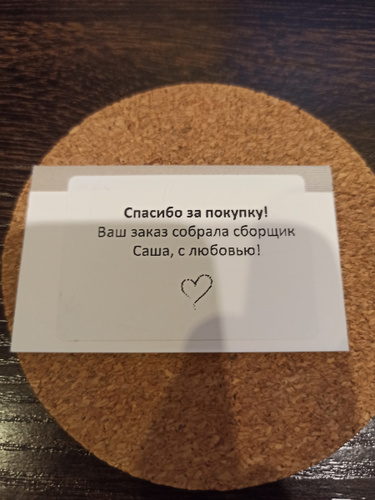 Спасибо за покупку!
Ваш заказ собрала сборщик
Саша, с любовью!